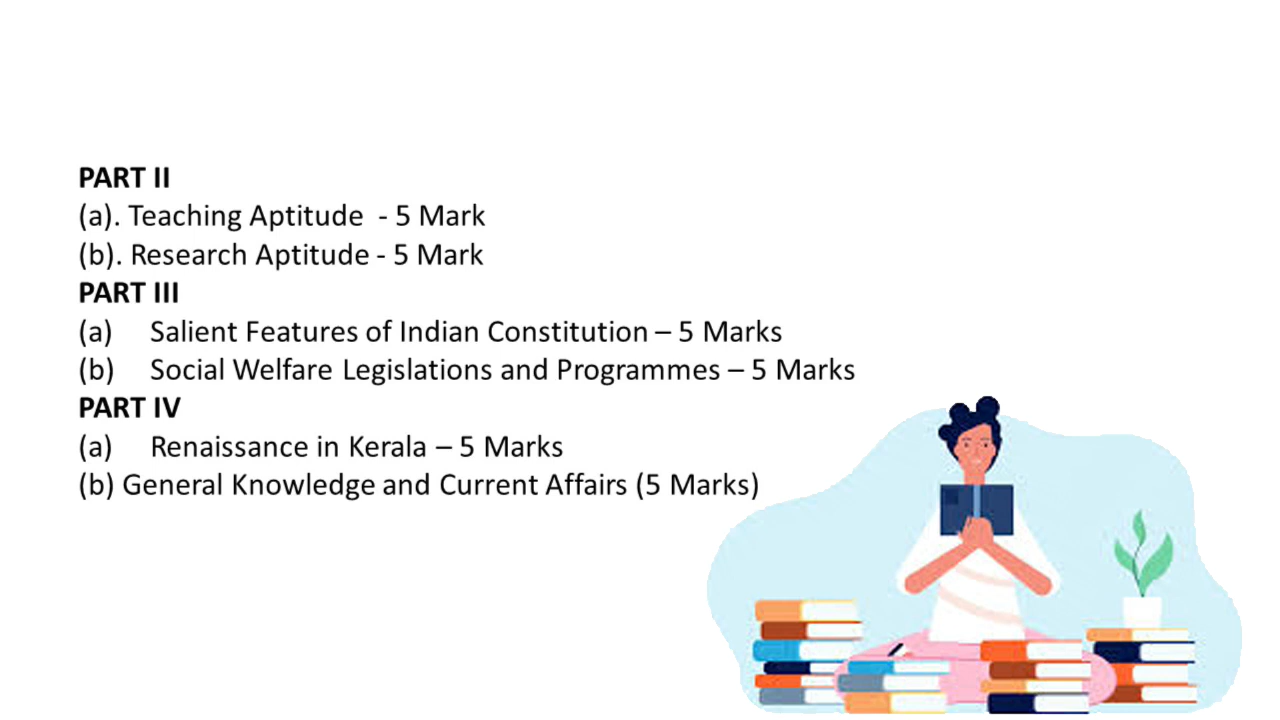 PART II
(a). Teaching Aptitude - 5 Mark
(b). Research Aptitude - 5 Mark
PART III
(a) Salient Features of Indian Constitution – 5 Marks
(b) Social Welfare Legislations and Programmes – 5 Marks
PART IV
(a) Renaissance in Kerala – 5 Marks
(b) General Knowledge and Current Affairs (5 Marks)